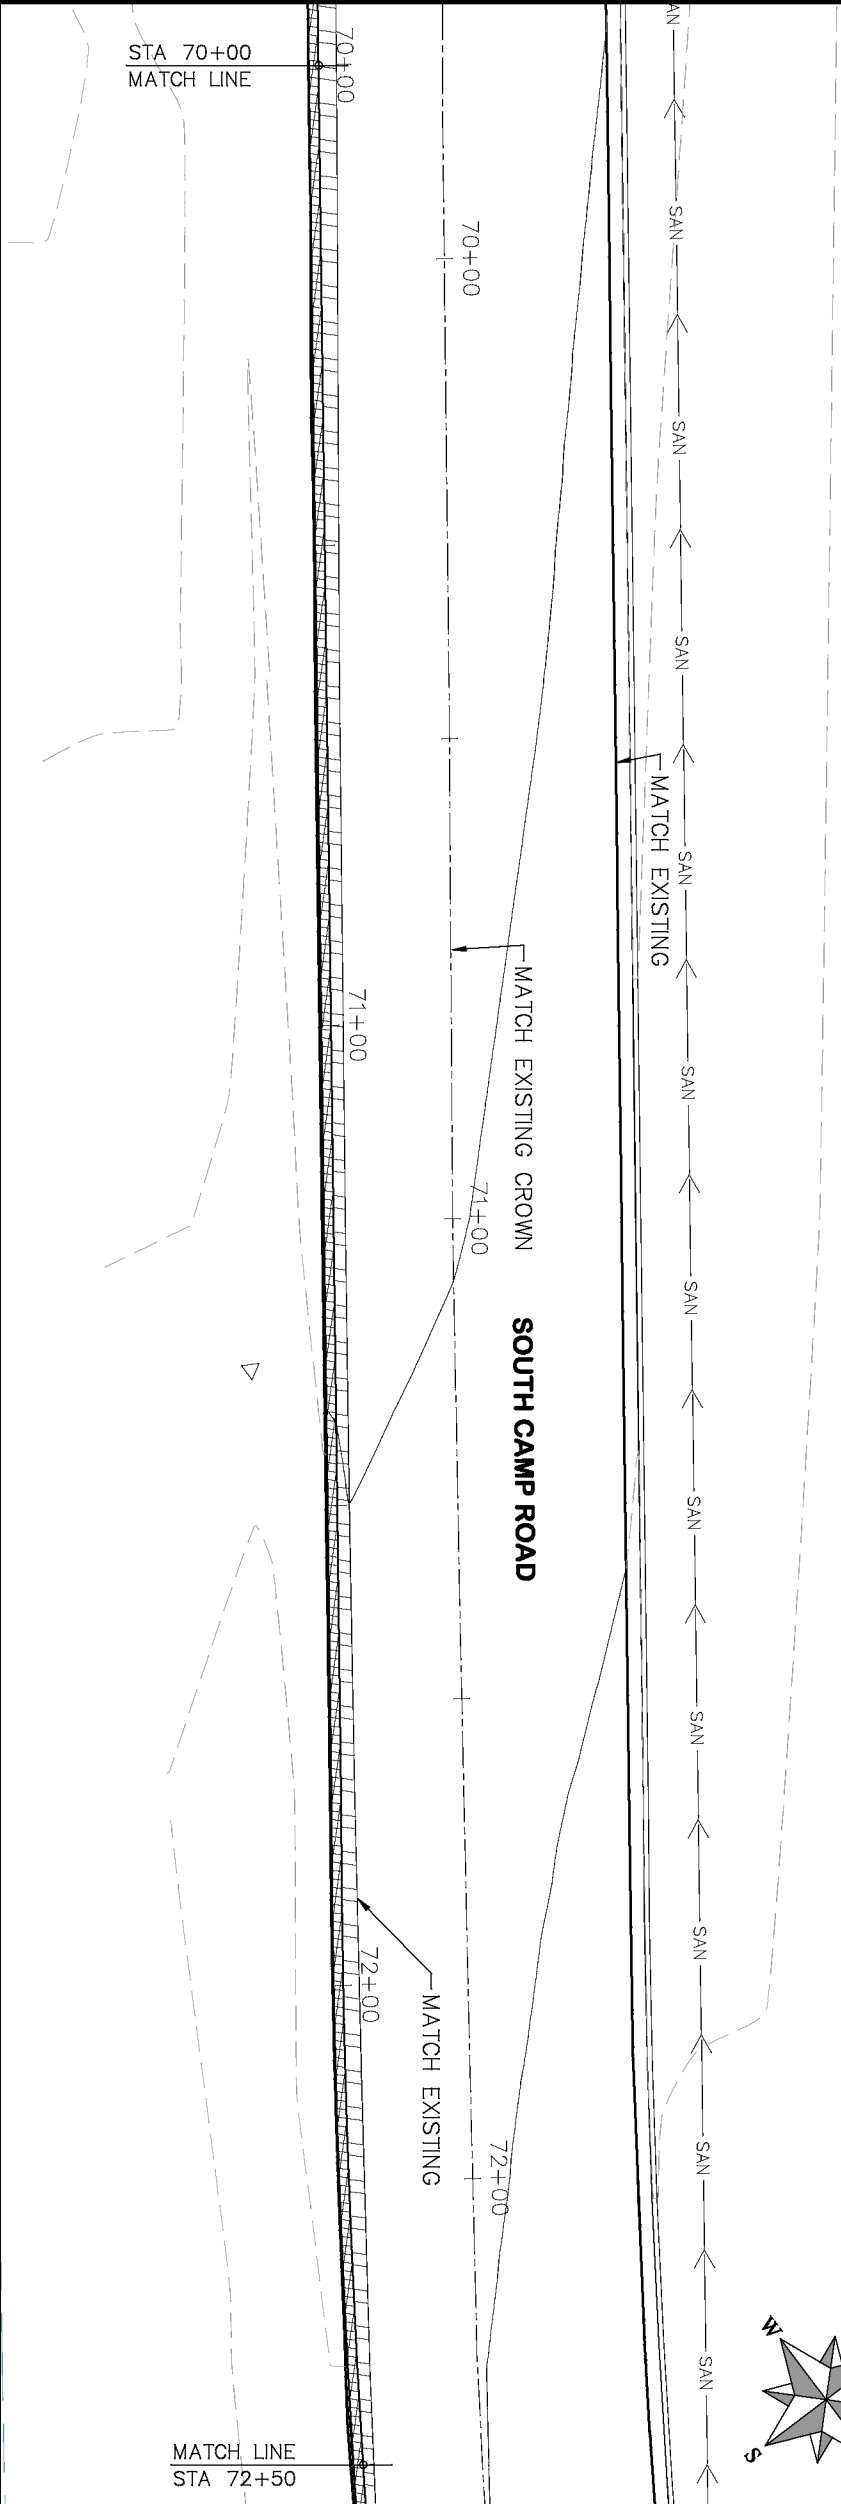 STA 70+00
MATCH LINE
70+00
70+00
AN
SAN
SAN
SAN
MATCH EXISTING
SAN
MATCH EXISTING CROWN
71+00
71+00
SAN
SAN
SOUTH CAMP ROAD
SAN
SAN
SAN
72+00
MATCH EXISTING
72+00
SAN
SAN
W
S
MATCH LINE
STA 72+50